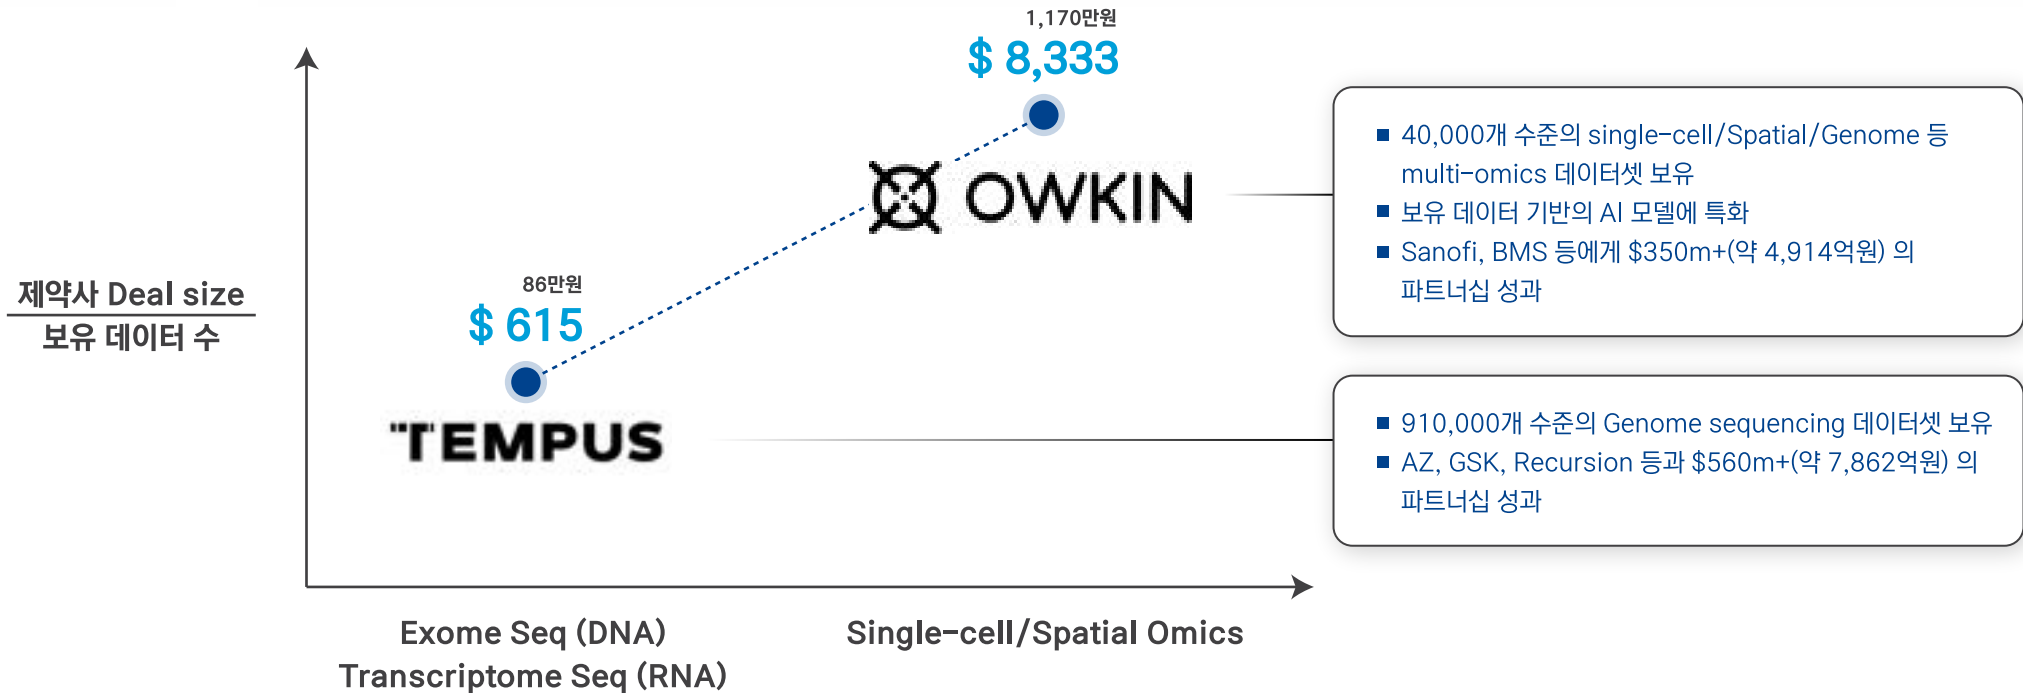 1,170만원
$ 8,333
OWKIN
86만원
$ 615
TEMPUS
제약사 Deal size
보유 데이터 수
Exome Seq (DNA)
Transcriptome Seq (RNA)
Single-cell/Spatial Omics
■ 40,000개 수준의 single-cell/Spatial/Genome 등
multi-omics 데이터셋 보유
■ 보유 데이터 기반의 AI 모델에 특화
■ Sanofi, BMS 등에게 $350m+(약 4,914억원) 의
파트너십 성과
■ 910,000개 수준의 Genome sequencing 데이터셋 보유
■ AZ, GSK, Recursion 등과 $560m+(약 7,862억원) 의
파트너십 성과